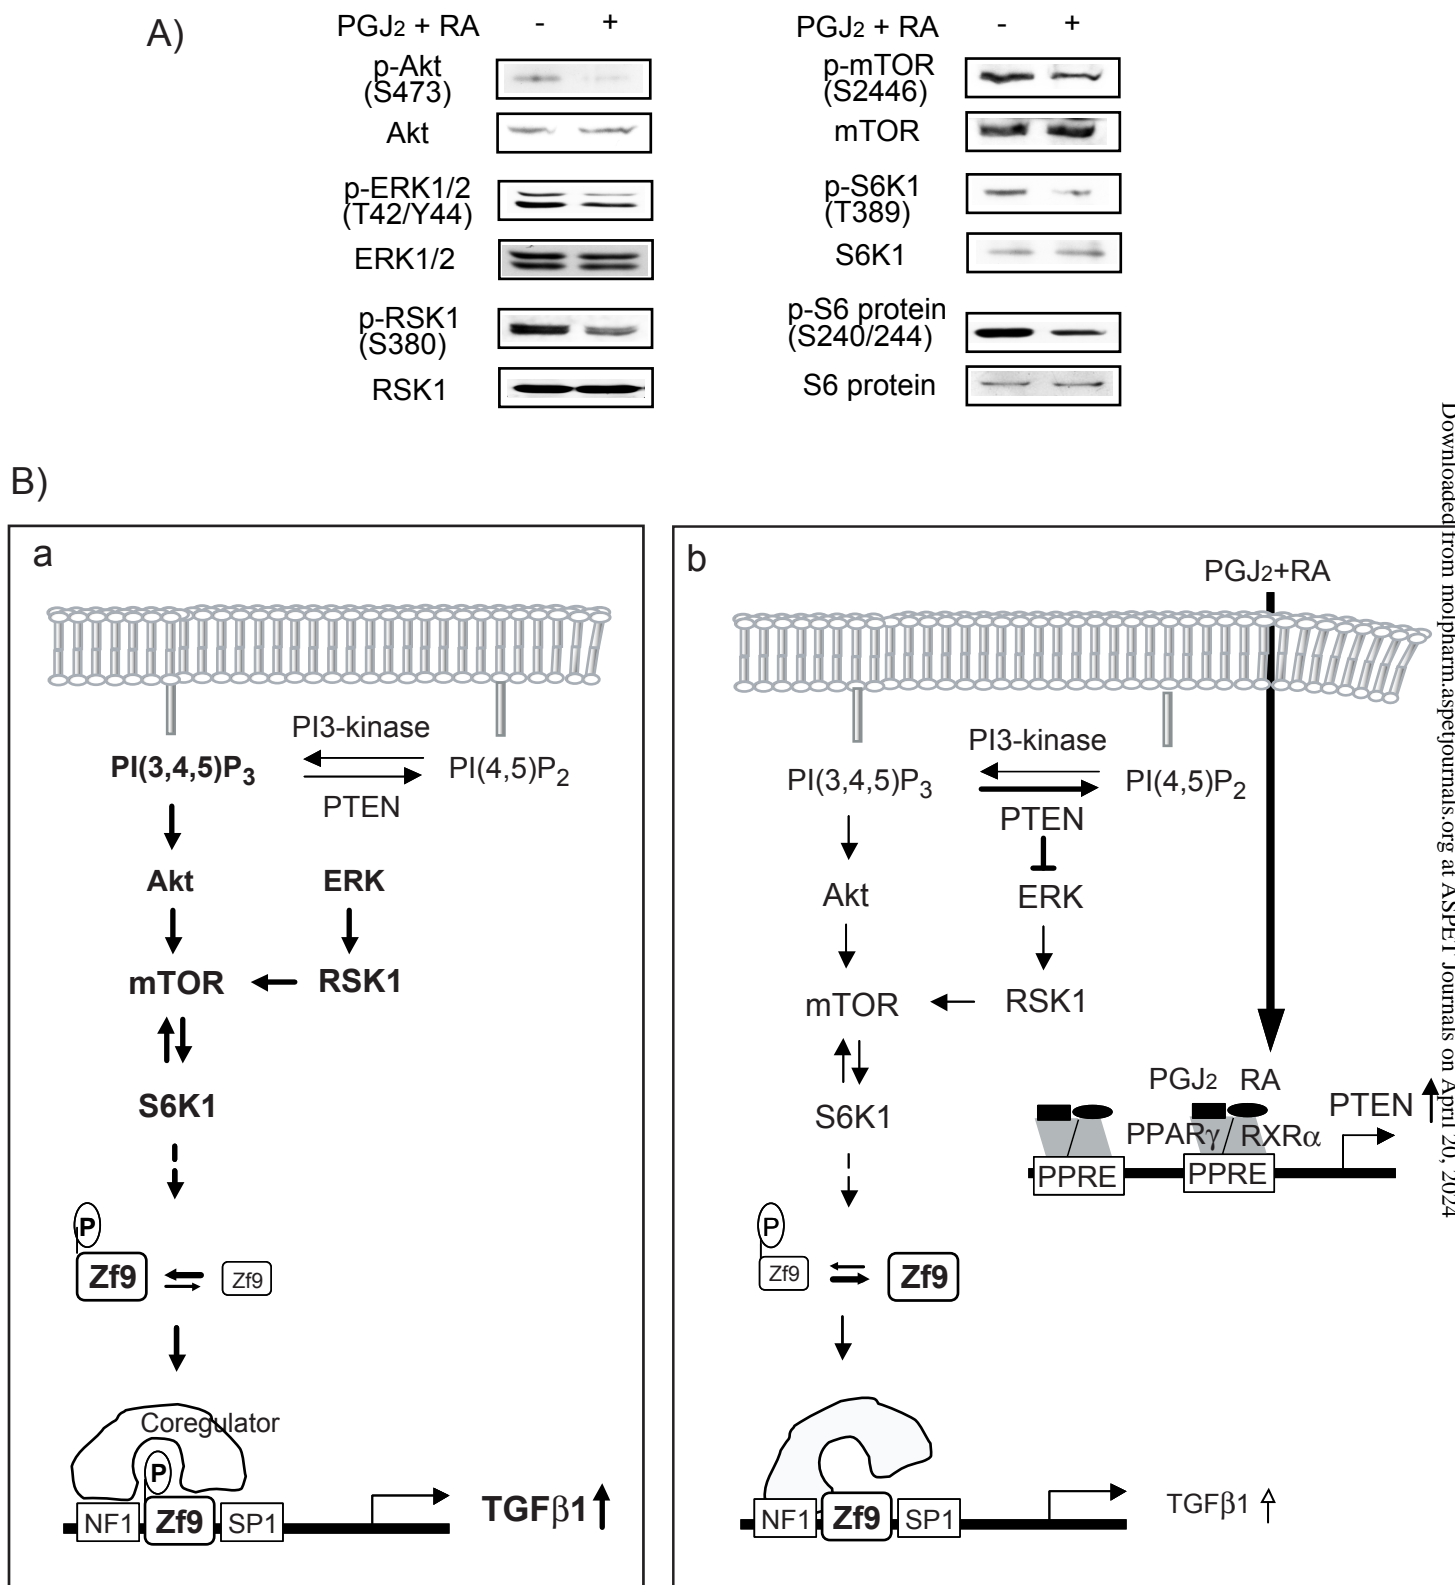 A)
PGJ2 + RA - +
p-Akt
(S473)
Akt
p-ERK1/2
(T42/Y44)
ERK1/2
p-RSK1
(S380)
RSK1
PGJ2 + RA - +
p-mTOR
(S2446)
mTOR
p-S6K1
(T389)
S6K1
p-S6 protein
(S240/244)
S6 protein
B)
a
PI3-kinase
PI(3,4,5)P3
PI(4,5)P2
PTEN
Akt
ERK
mTOR
RSK1
S6K1
P
Zf9
Zf9
Coregulator
P
NF1
Zf9
SP1
TGFβ1
b
PGJ2+RA
PI3-kinase
PI(3,4,5)P3
PI(4,5)P2
PTEN
Akt
ERK
mTOR
RSK1
S6K1
PGJ2
RA
PTEN
PPARγ
RXRα
PPRE
PPRE
P
Zf9
Zf9
NF1
Zf9
SP1
TGFβ1
Downloaded from molpharm.aspetjournals.org at ASPET Journals on April 20, 2024